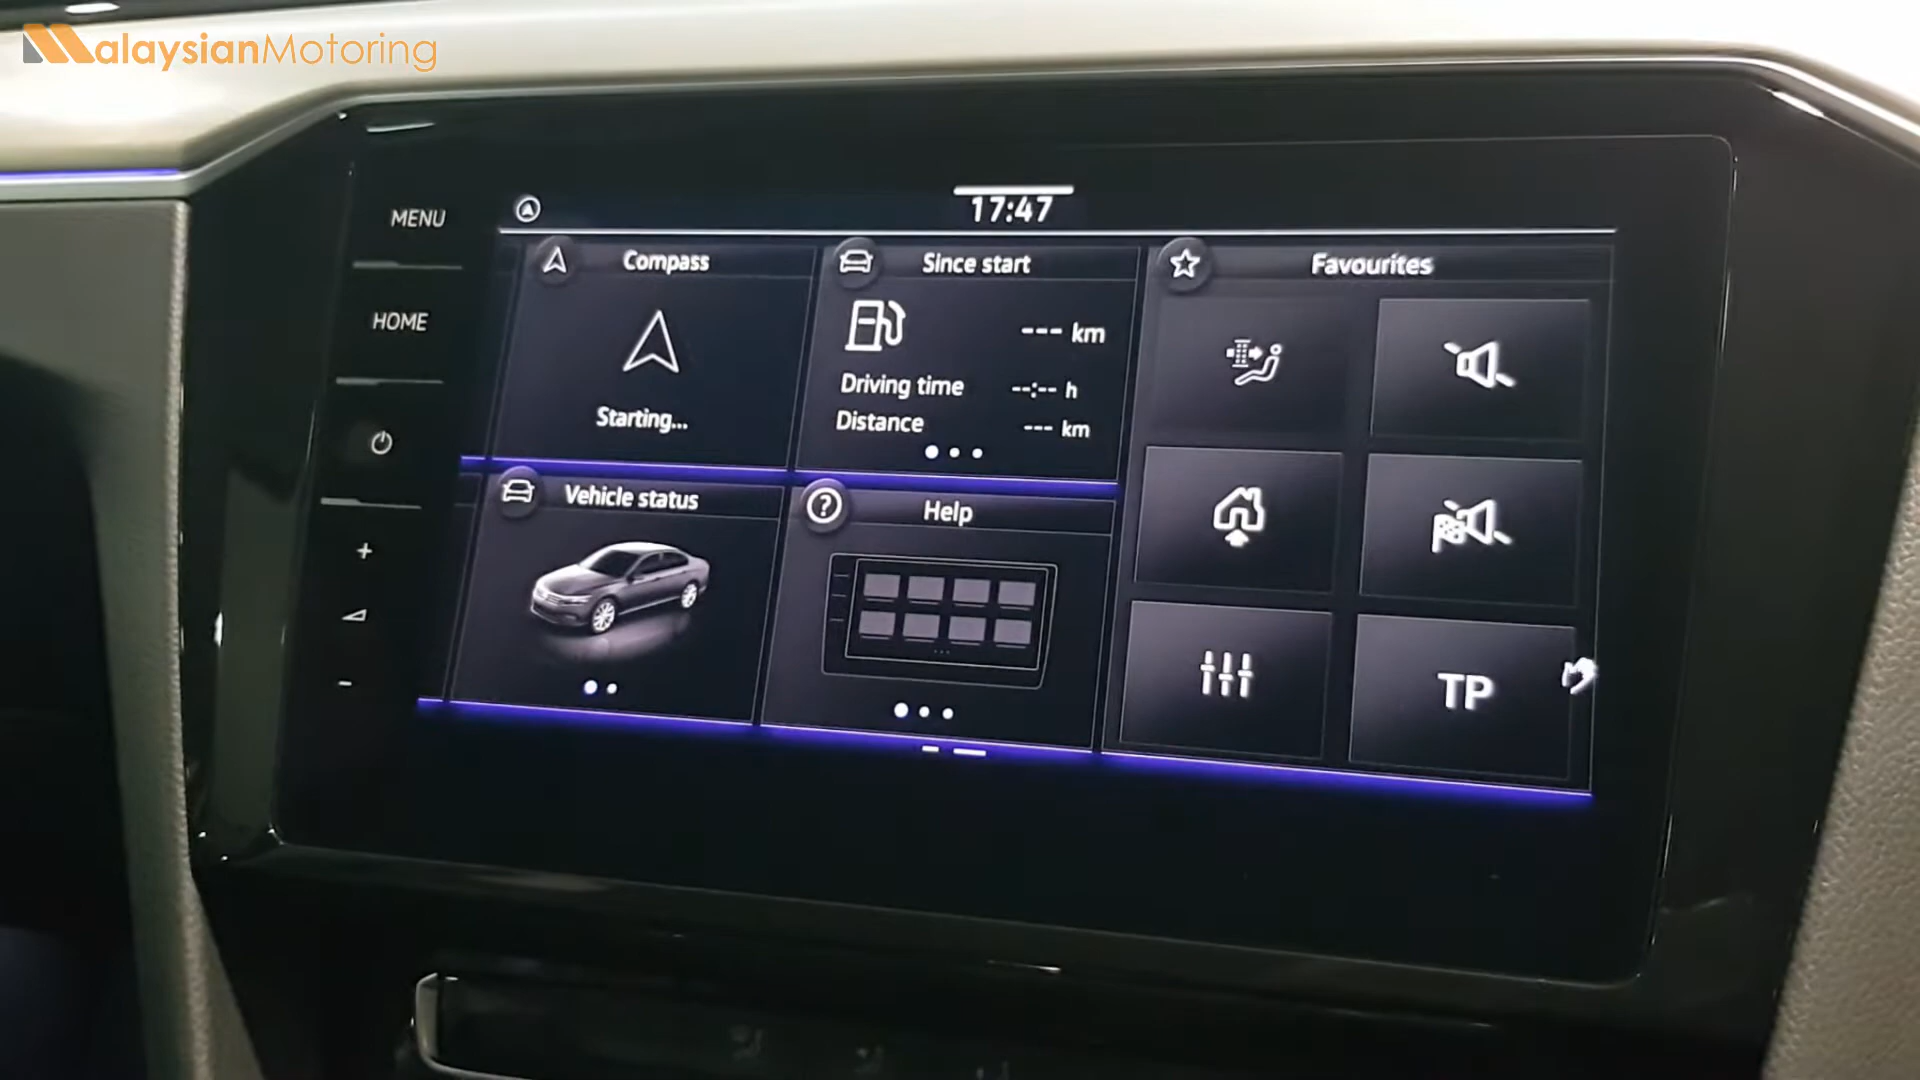 MalaysianMotoring
MENU
HOME
+
-
17:47
Compass
Starting...
Since start
--- km
Driving time --:-- h
Distance --- km
Favourites
TP
Vehicle status
Help
?